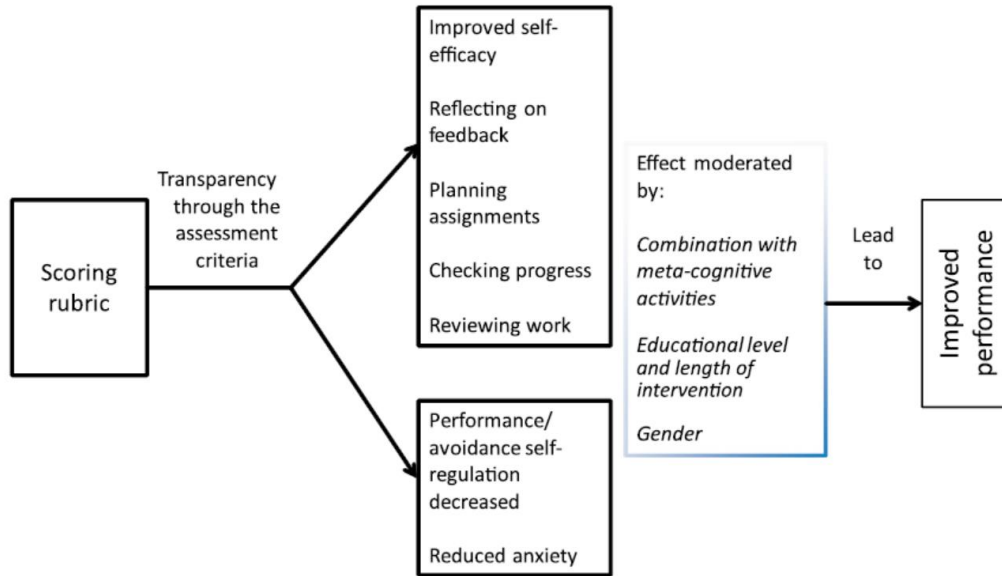 Scoring
rubric
Transparency
through the
assessment
criteria
Improved self-
efficacy
Reflecting on
feedback
Planning
assignments
Checking progress
Reviewing work
Performance/
avoidance self-
regulation
decreased
Reduced anxiety
Effect moderated
by:
Combination with
meta-cognitive
activities
Educational level
and length of
intervention
Gender
Lead
to
Improved
performance